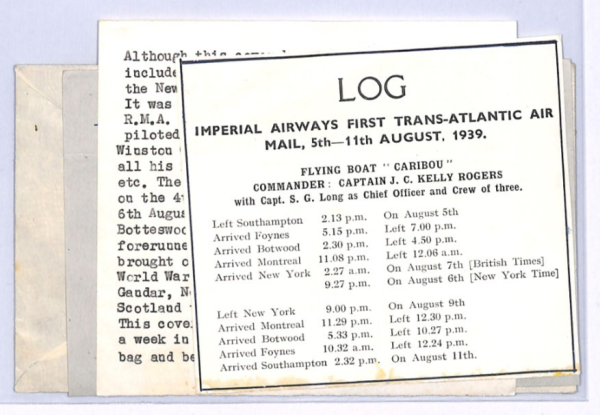 Although this
include
the New
It was
R.M.A.
piloted
Winston
all his
etc. The
on the 4
6th Augus
Botteswoo
forerunne
brought o
World War
Gandar, N
Scotland
This cove
a week in
bag and be
LOG
IMPERIAL AIRWAYS FIRST TRANS-ATLANTIC AIR
MAIL, 5th—11th AUGUST, 1939.
FLYING BOAT "CARIBOU"
COMMANDER: CAPTAIN J. C. KELLY ROGERS
with Capt. S. G. Long as Chief Officer and Crew of three.
Left Southampton 2.13 p.m. On August 5th
Arrived Foynes 5.15 p.m. Left 7.00 p.m.
Arrived Botwood 2.30 p.m. Left 4.50 p.m.
Arrived Montreal 11.08 p.m. Left 12.06 a.m.
Arrived New York 2.27 a.m. On August 7th [British Times]
9.27 p.m. On August 6th [New York Time]
Left New York 9.00 p.m. On August 9th
Arrived Montreal 11.29 p.m. Left 12.30 p.m.
Arrived Botwood 5.33 p.m. Left 10.27 p.m.
Arrived Foynes 10.32 a.m. Left 12.24 p.m.
Arrived Southampton 2.32 p.m. On August 11th.